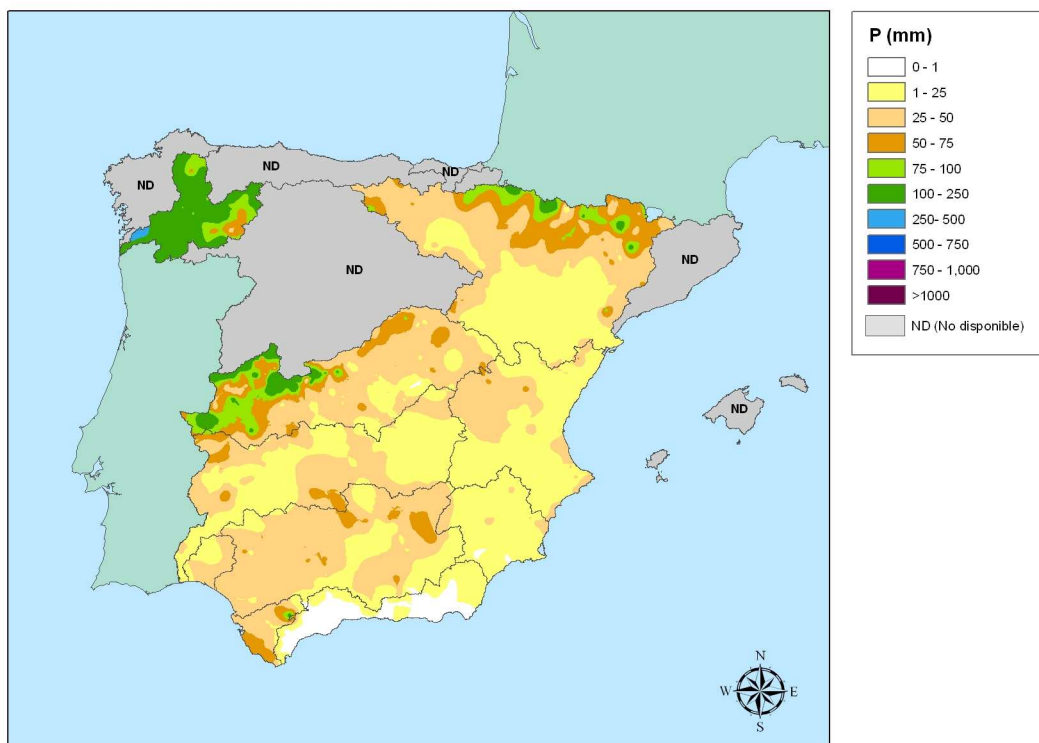 P (mm)
0 - 1
1 - 25
25 - 50
50 - 75
75 - 100
100 - 250
250- 500
500 - 750
750 - 1,000
>1000
ND (No disponible)
ND
ND
ND
ND
ND
ND
N
W E
S